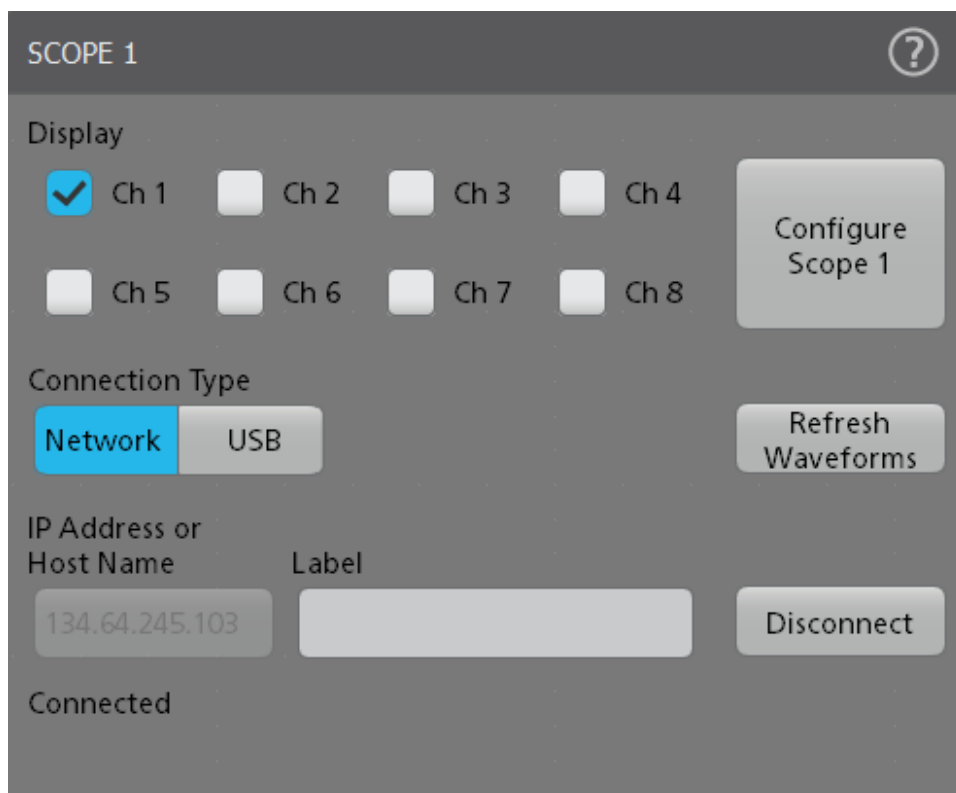 SCOPE 1
?
Display
Ch 1 Ch 2 Ch 3 Ch 4
Configure
Scope 1
Ch 5 Ch 6 Ch 7 Ch 8
Connection Type
Network USB
Refresh
Waveforms
IP Address or
Host Name
Label
134.64.245.103
Disconnect
Connected